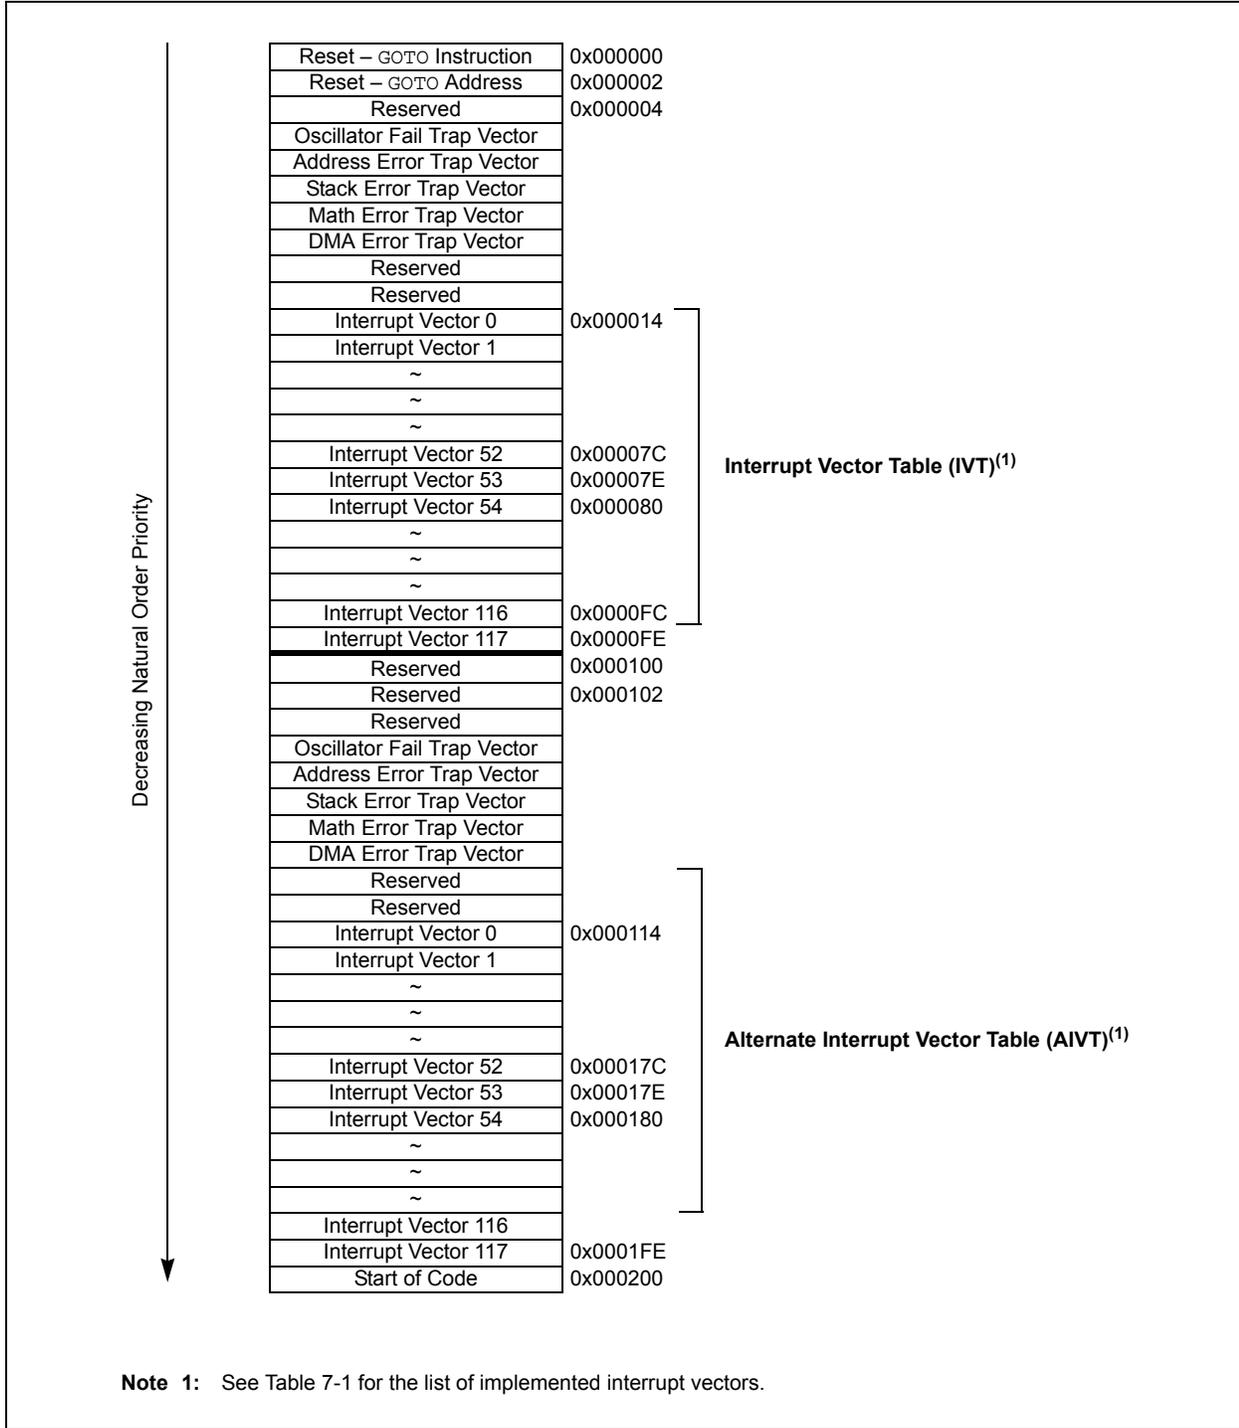 Decreasing Natural Order Priority
Reset – GOTO Instruction 0x000000
Reset – GOTO Address 0x000002
Reserved 0x000004
Oscillator Fail Trap Vector
Address Error Trap Vector
Stack Error Trap Vector
Math Error Trap Vector
DMA Error Trap Vector
Reserved
Reserved
Interrupt Vector 0 0x000014
Interrupt Vector 1
~
~
~
Interrupt Vector 52 0x00007C
Interrupt Vector Table (IVT)(1)
Interrupt Vector 53 0x00007E
Interrupt Vector 54 0x000080
~
~
~
Interrupt Vector 116 0x0000FC
Interrupt Vector 117 0x0000FE
Reserved 0x000100
Reserved 0x000102
Reserved
Oscillator Fail Trap Vector
Address Error Trap Vector
Stack Error Trap Vector
Math Error Trap Vector
DMA Error Trap Vector
Reserved
Reserved
Interrupt Vector 0 0x000114
Interrupt Vector 1
~
~
~
Alternate Interrupt Vector Table (AIVT)(1)
Interrupt Vector 52 0x00017C
Interrupt Vector 53 0x00017E
Interrupt Vector 54 0x000180
~
~
~
Interrupt Vector 116
Interrupt Vector 117 0x0001FE
Start of Code 0x000200
Note 1: See Table 7-1 for the list of implemented interrupt vectors.